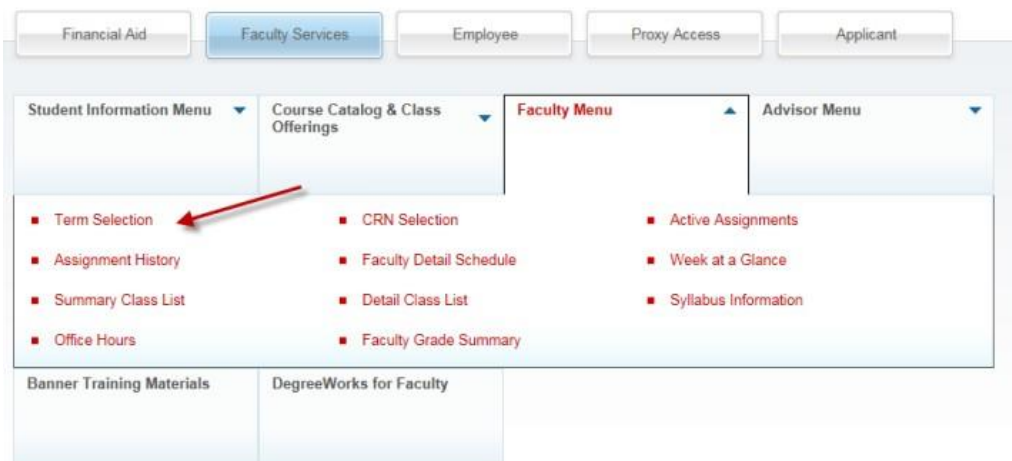 Financial Aid
Faculty Services
Employee
Proxy Access
Applicant
Student Information Menu
Course Catalog & Class
Offerings
Faculty Menu
Advisor Menu
Term Selection
CRN Selection
Active Assignments
Assignment History
Faculty Detail Schedule
Week at a Glance
Summary Class List
Detail Class List
Syllabus Information
Office Hours
Faculty Grade Summary
Banner Training Materials
DegreeWorks for Faculty